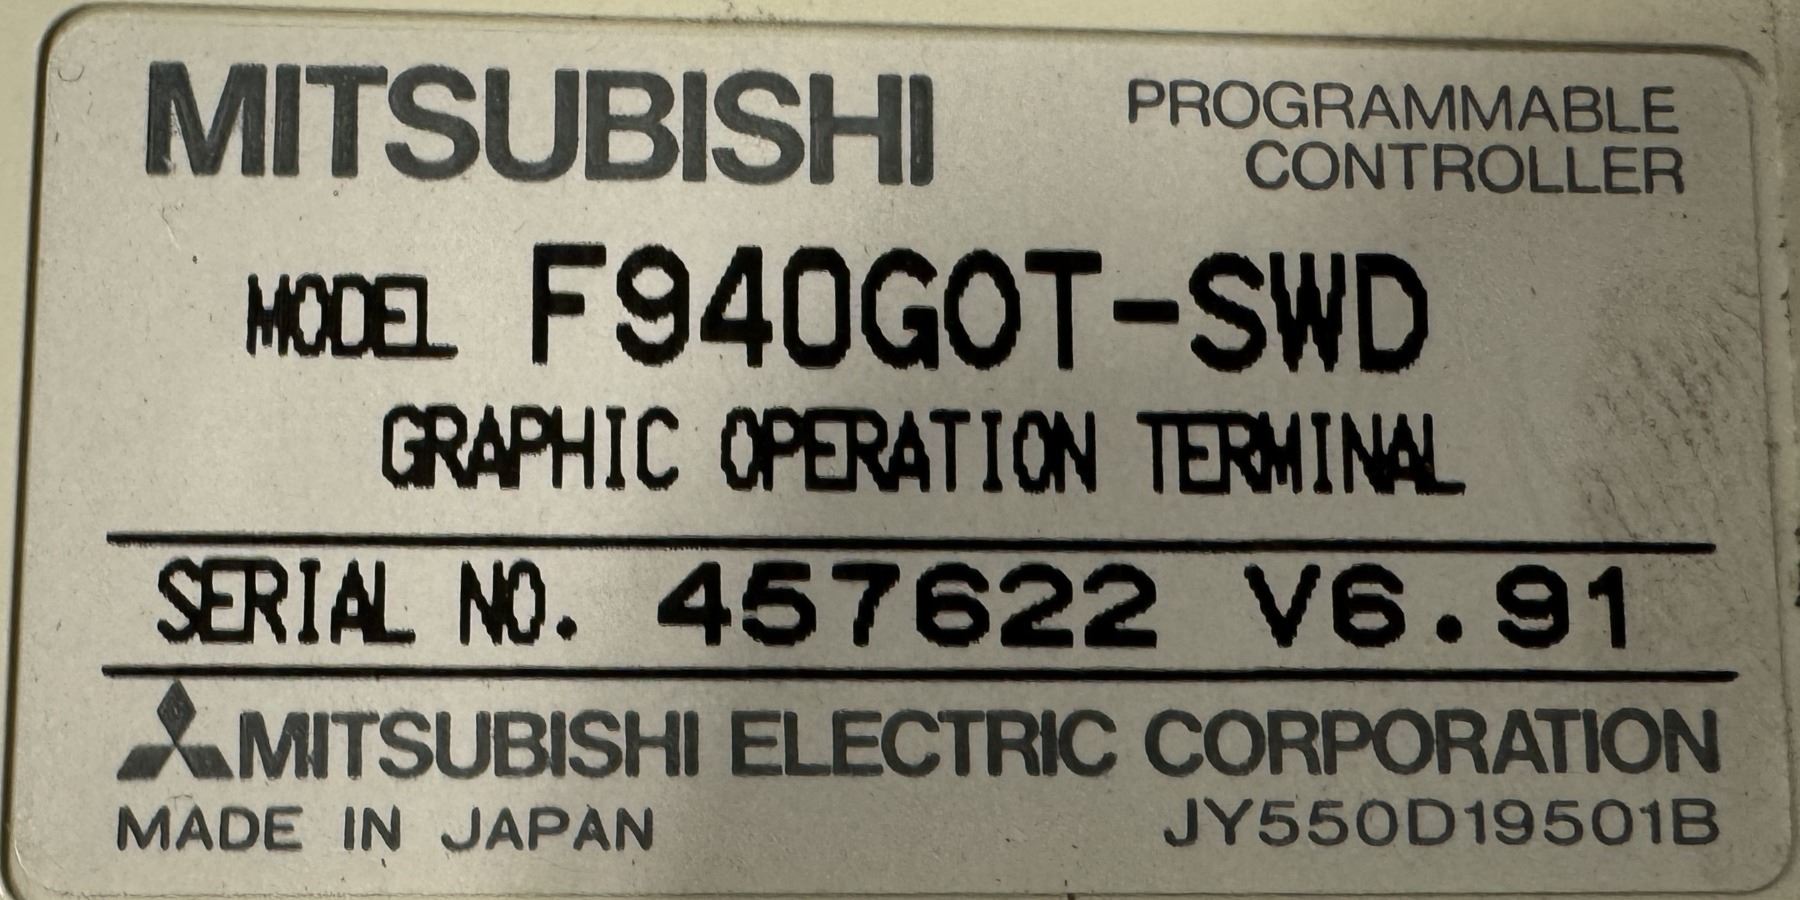 MITSUBISHI
PROGRAMMABLE
CONTROLLER
MODEL F940GOT-SWD
GRAPHIC OPERATION TERMINAL
SERIAL NO. 457622 V6.91
MITSUBISHI ELECTRIC CORPORATION
MADE IN JAPAN JY550D19501B